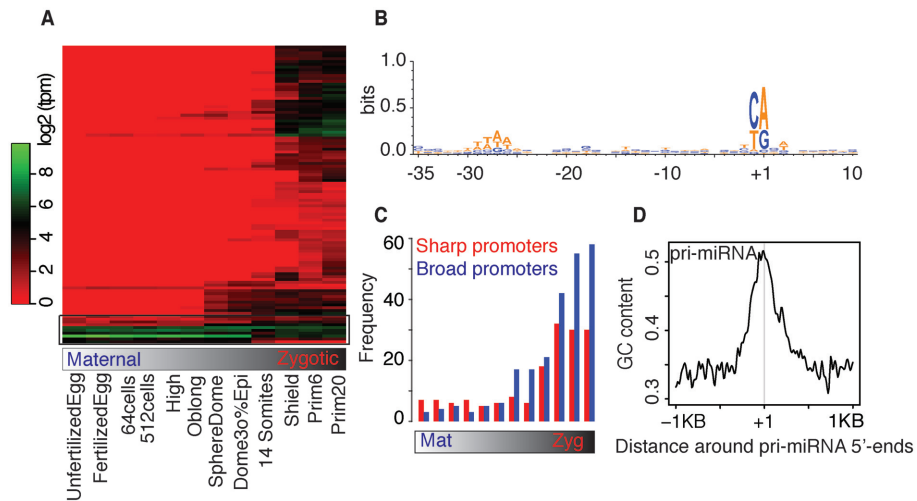 A
log2 (tpm)
8
6
4
2
0
Maternal
Zygotic
UnfertilizedEgg
FertilizedEgg
64cells
512cells
High
Oblong
SphereDome
Dome3o%Epi
14 Somites
Shield
Prim6
Prim20
B
bits
1.0
0.5
0.0
C A
T G
-35
-30
-20
-10
+1
10
C
Frequency
60
40
20
0
Sharp promoters
Broad promoters
Mat
Zyg
D
GC content
0.5
0.4
0.3
pri-miRNA
−1KB
+1
1KB
Distance around pri-miRNA 5'-ends